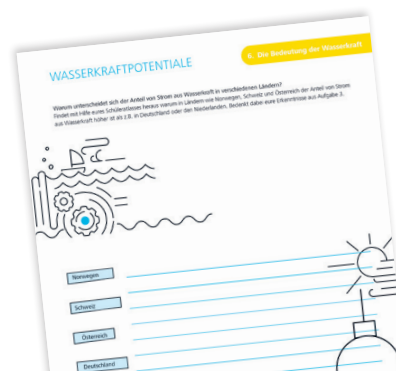 6. Die Bedeutung der Wasserkraft
WASSERKRAFTPOTENTIALE
Warum unterscheidet sich der Anteil von Strom aus Wasserkraft in verschiedenen Ländern?
Findet mit Hilfe eures Schüleratlasses heraus warum in Ländern wie Norwegen, Schweiz und Österreich der Anteil von Strom
aus Wasserkraft höher ist als z.B. in Deutschland oder den Niederlanden. Bedenkt dabei eure Erkenntnisse aus Aufgabe 3.
Norwegen
Schweiz
Österreich
Deutschland